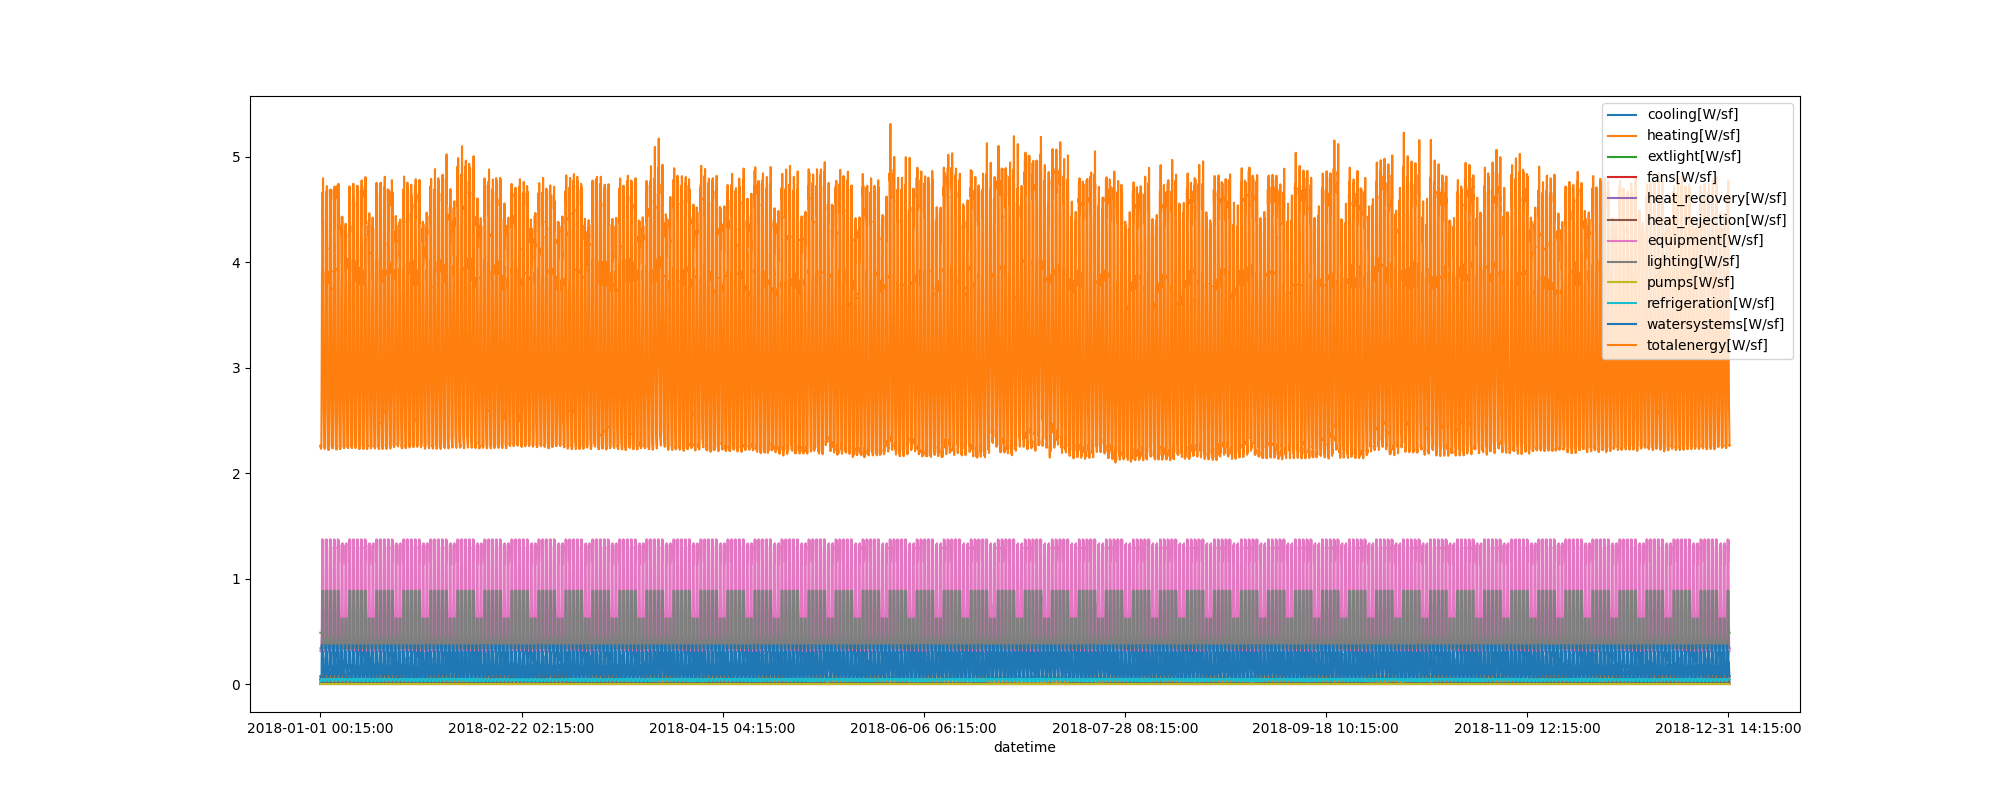 cooling[W/sf]
heating[W/sf]
extlight[W/sf]
fans[W/sf]
heat_recovery[W/sf]
heat_rejection[W/sf]
equipment[W/sf]
lighting[W/sf]
pumps[W/sf]
refrigeration[W/sf]
watersystems[W/sf]
totalenergy[W/sf]
5
4
3
2
1
0
2018-01-01 00:15:00 2018-02-22 02:15:00 2018-04-15 04:15:00 2018-06-06 06:15:00 2018-07-28 08:15:00 2018-09-18 10:15:00 2018-11-09 12:15:00 2018-12-31 14:15:00
datetime